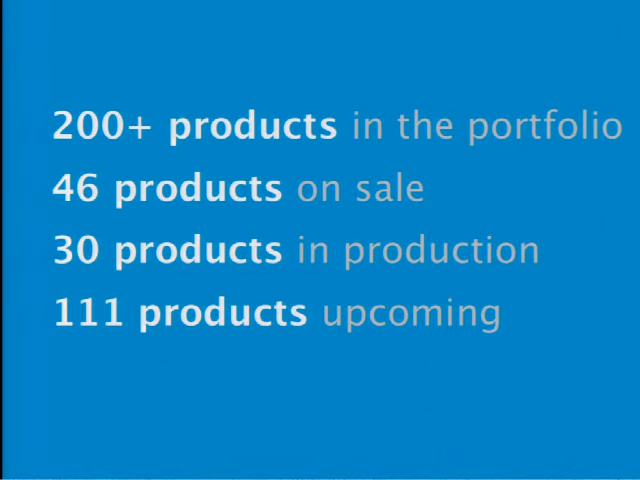 200+ products in the portfolio
46 products on sale
30 products in production
111 products upcoming